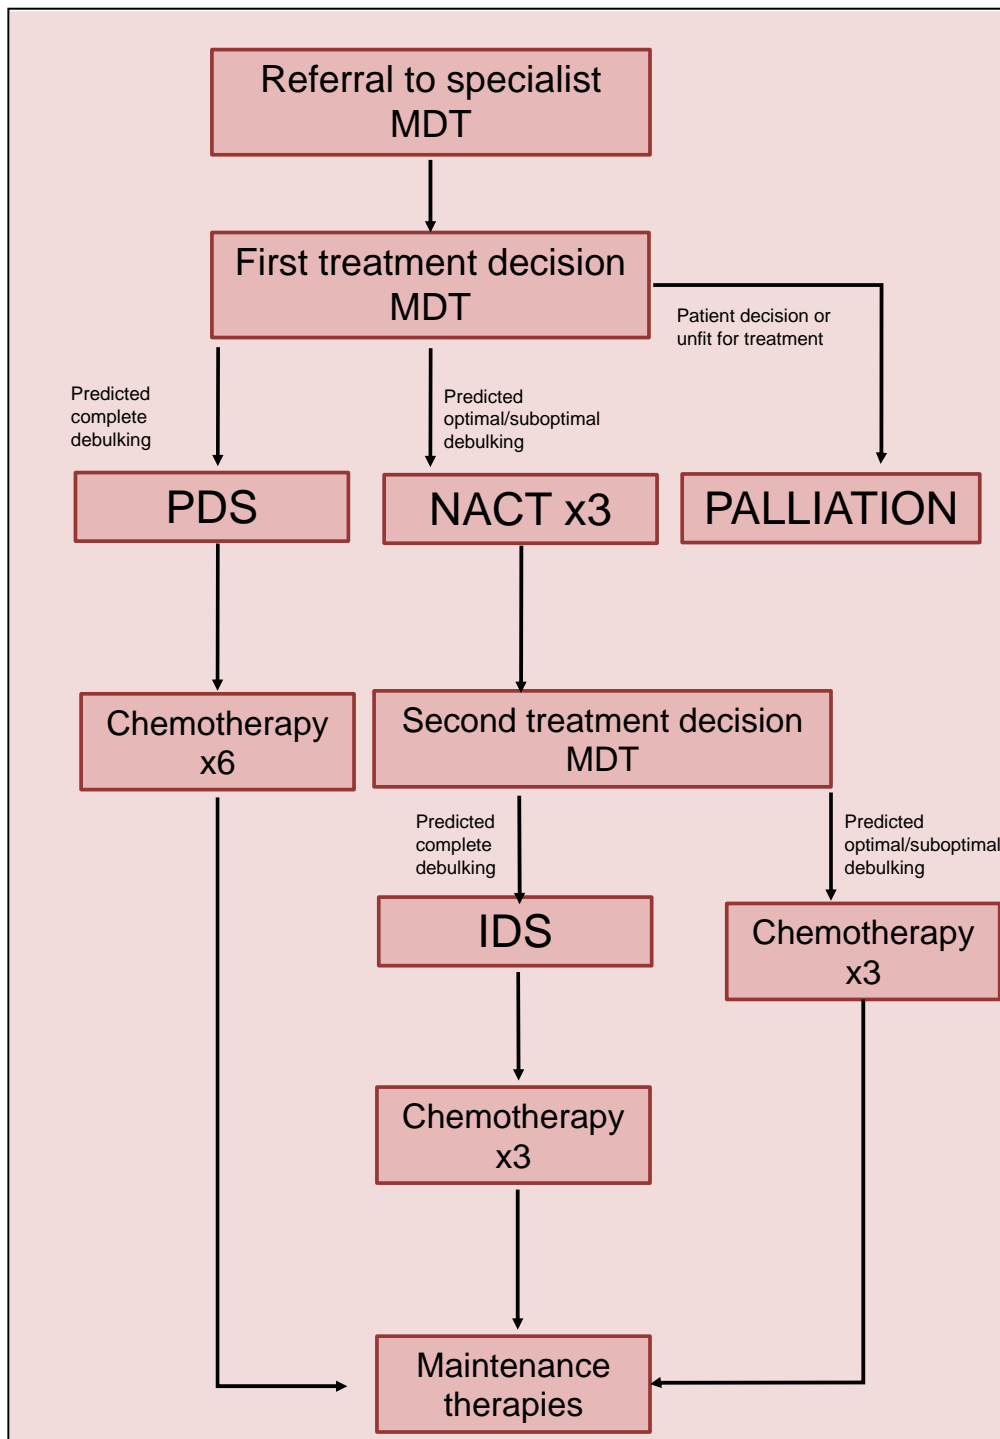 Referral to specialist
MDT
First treatment decision
MDT
Patient decision or
unfit for treatment
Predicted
complete
debulking
Predicted
optimal/suboptimal
debulking
PDS
NACT x3
PALLIATION
Chemotherapy
x6
Second treatment decision
MDT
Predicted
complete
debulking
Predicted
optimal/suboptimal
debulking
IDS
Chemotherapy
x3
Chemotherapy
x3
Maintenance
therapies